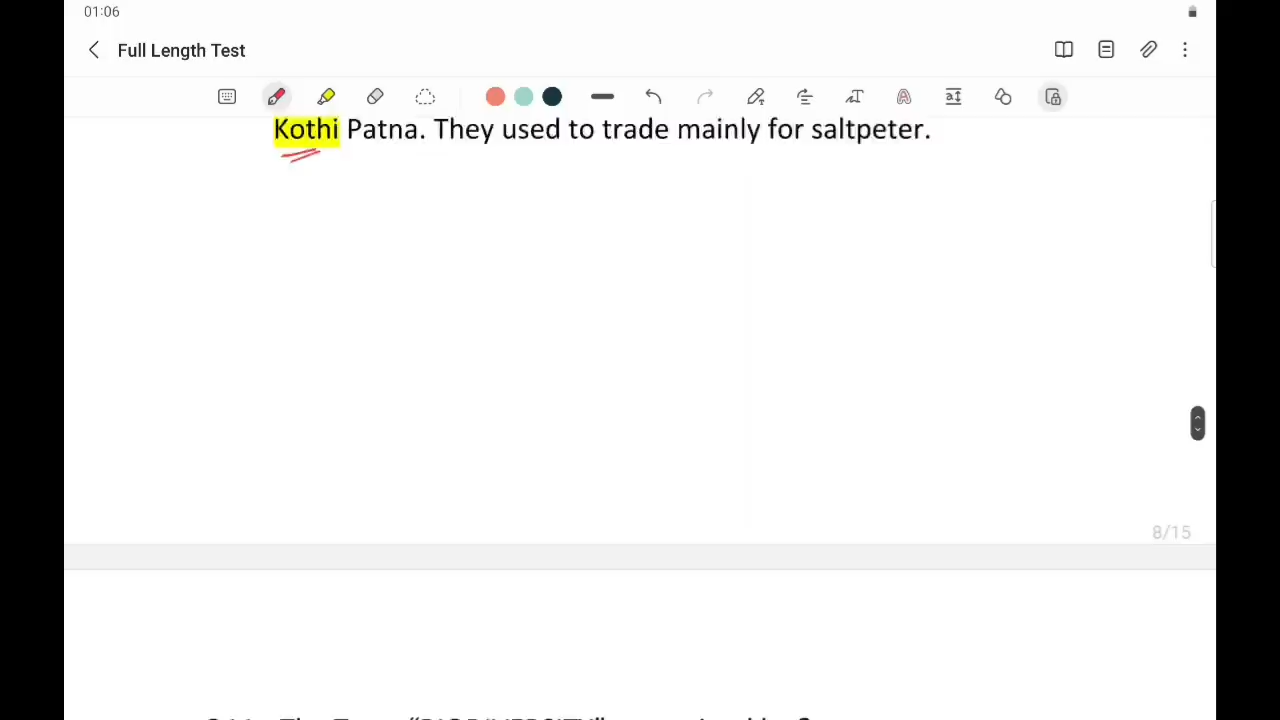 01:06
Full Length Test
Kothi Patna. They used to trade mainly for saltpeter.
8/15